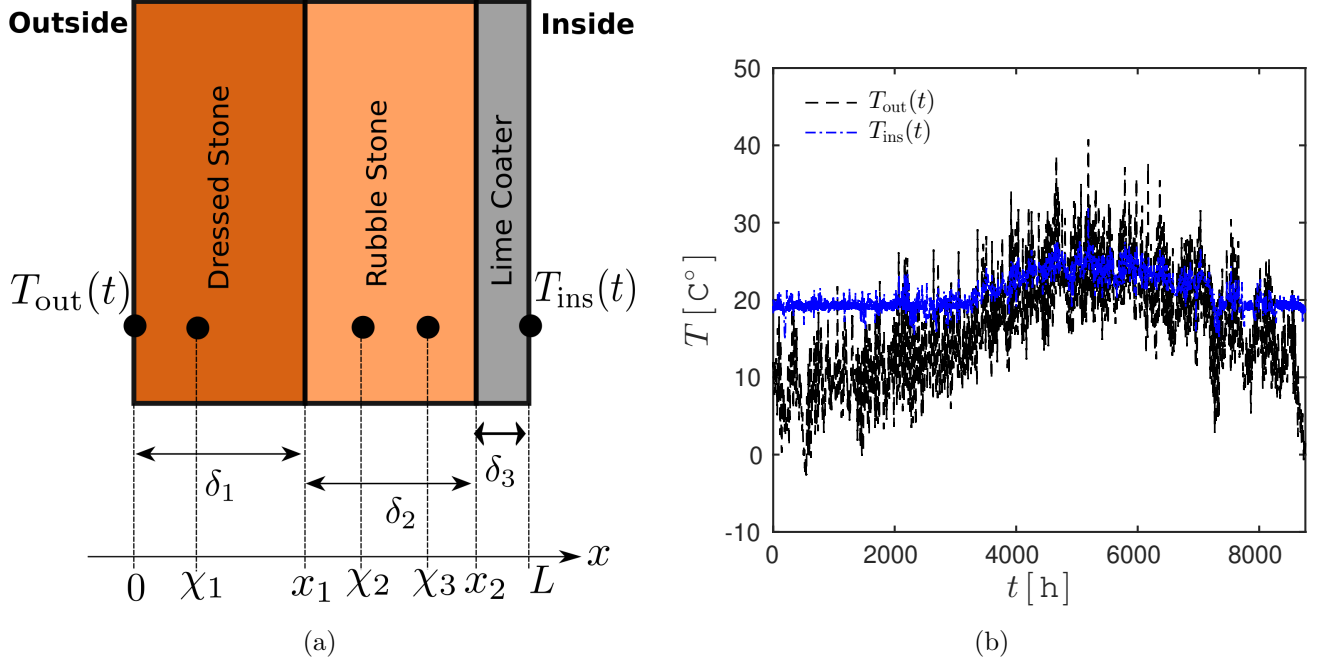 Outside
Inside
Dressed Stone
Rubble Stone
Lime Coater
T_out(t)
T_ins(t)
δ_1
δ_2
δ_3
0 χ_1 x_1 χ_2 χ_3 x_2 L x
(a)
50
40
30
20
10
0
-10
T [C°]
T_out(t)
T_ins(t)
0 2000 4000 6000 8000
t [h]
(b)